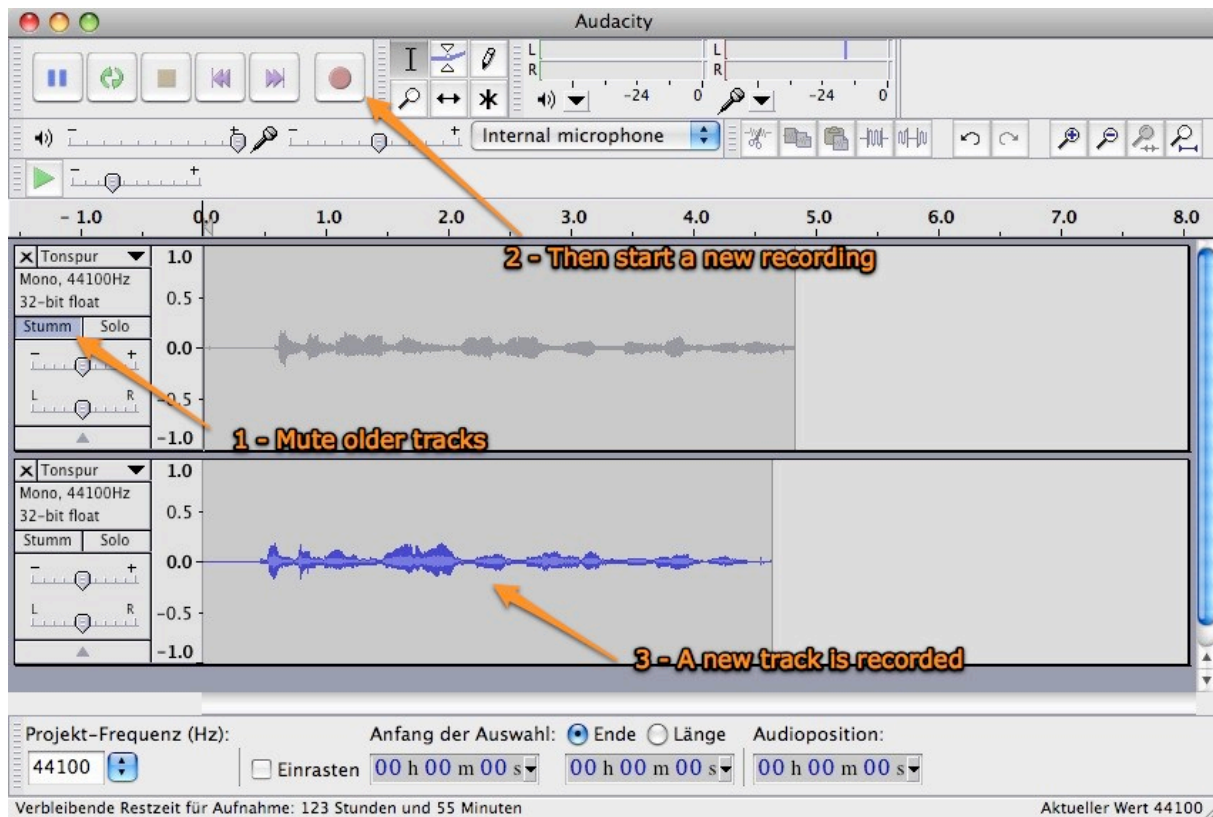 Audacity
L
R
-24 0
L
R
-24 0
- + - + Internal microphone
- +
- 1.0 0,0 1.0 2.0 3.0 4.0 5.0 6.0 7.0 8.0
2 - Then start a new recording
X Tonspur
Mono, 44100Hz
32-bit float
Stumm Solo
- +
L R
1.0
0.5
0.0
-0.5
-1.0
1 - Mute older tracks
X Tonspur
Mono, 44100Hz
32-bit float
Stumm Solo
- +
L R
1.0
0.5
0.0
-0.5
-1.0
3 - A new track is recorded
Projekt-Frequenz (Hz): Anfang der Auswahl: Ende Länge Audioposition:
44100 Einrasten 00 h 00 m 00 s 00 h 00 m 00 s 00 h 00 m 00 s
Verbleibende Restzeit für Aufnahme: 123 Stunden und 55 Minuten Aktueller Wert 44100